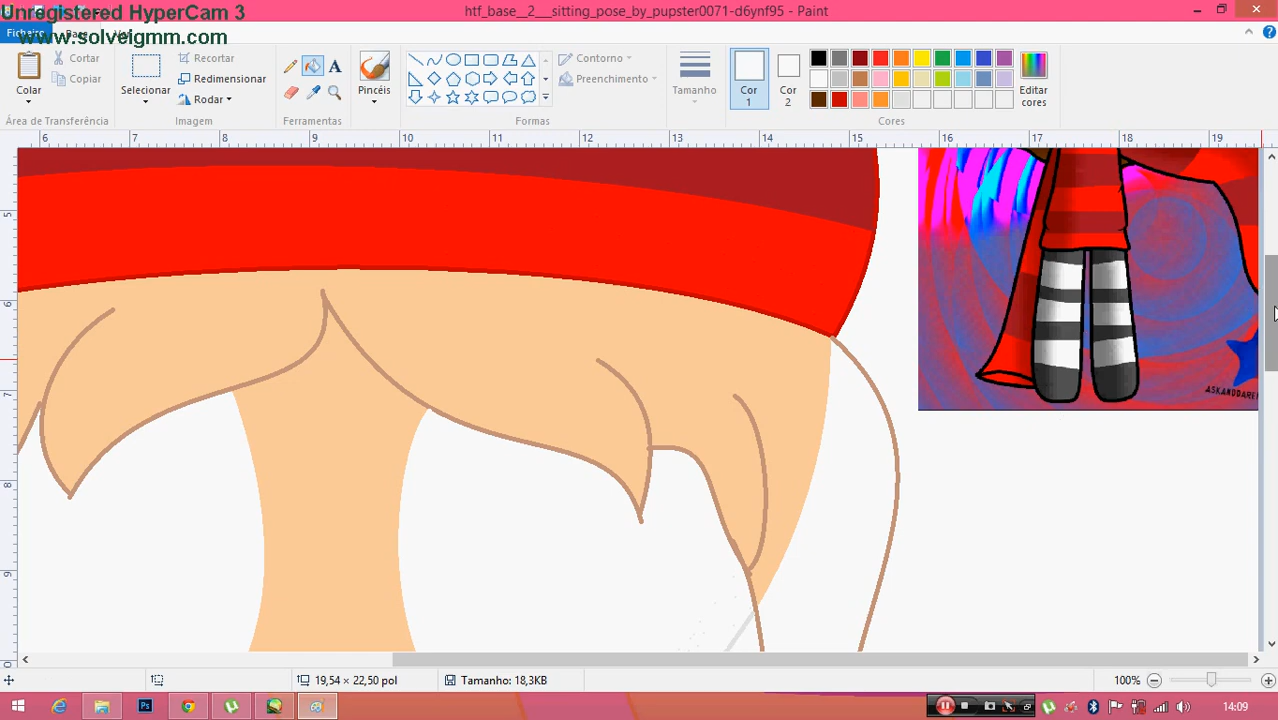 Unregistered HyperCam 3
www.solveigmm.com
htf_base__2___sitting_pose_by_pupster0071-d6ynf95 - Paint
Ficheiro
Colar
Cortar
Copiar
Área de Transferência
Selecionar
Recortar
Redimensionar
Rodar
Imagem
A
Ferramentas
Pincéis
Contorno
Preenchimento
Formas
Tamanho
Cor
1
Cor
2
Editar
cores
Cores
6 7 8 9 10 11 12 13 14 15 16 17 18 19
5
6
7
8
9
19,54 × 22,50 pol
Tamanho: 18,3KB
100%
Ps
14:09